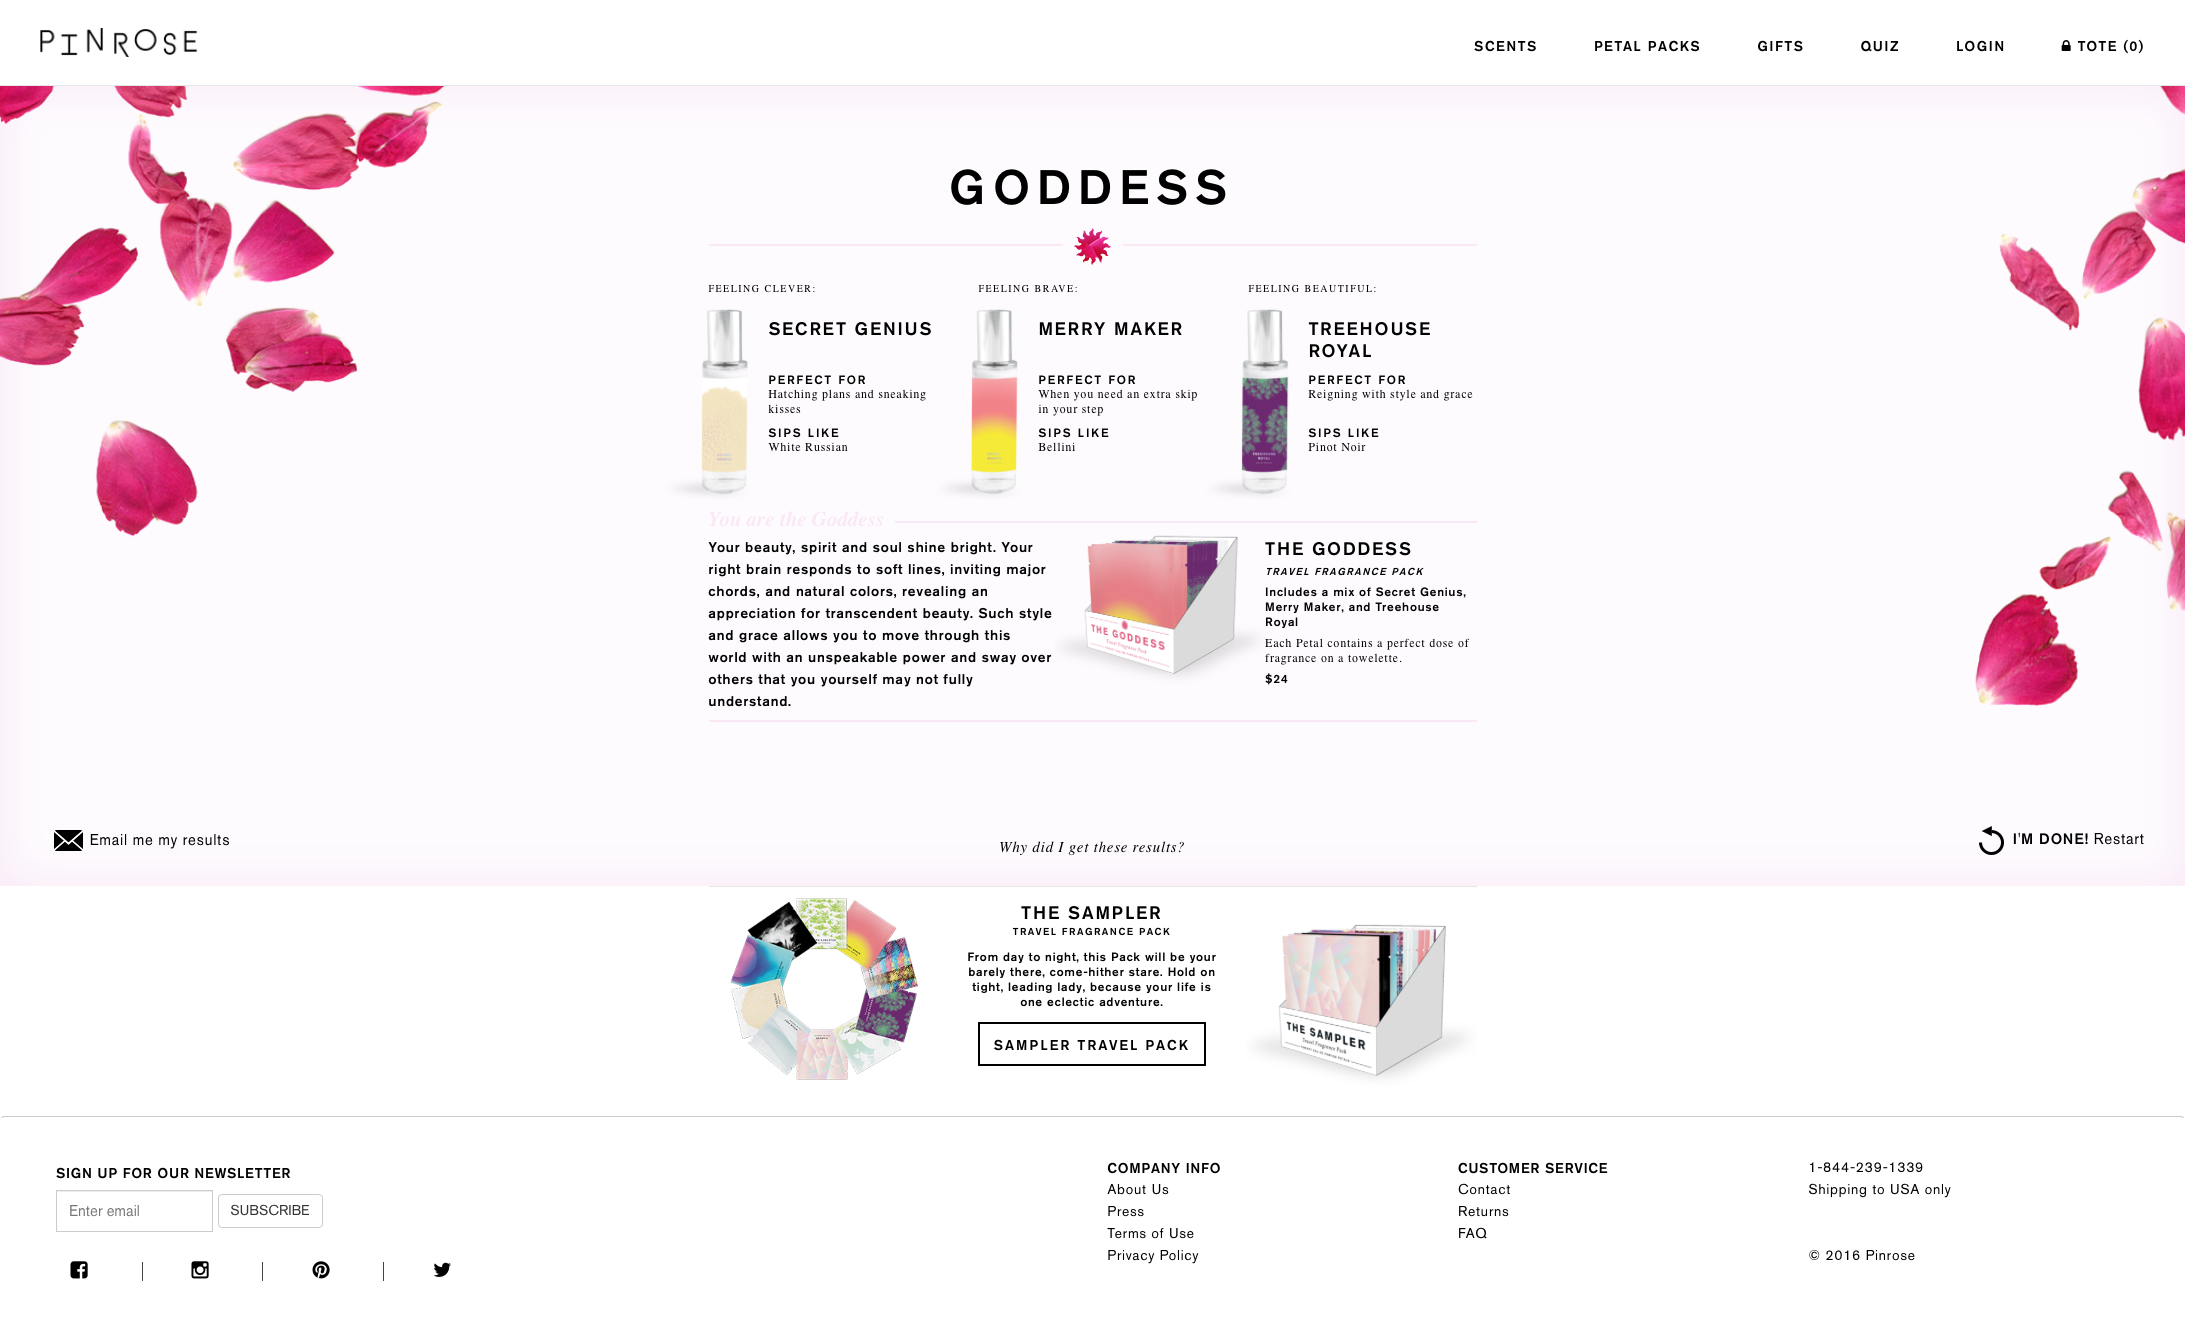 PINROSE
SCENTS
PETAL PACKS
GIFTS
QUIZ
LOGIN
TOTE (0)
GODDESS
FEELING CLEVER:
SECRET GENIUS
PERFECT FOR
Hatching plans and sneaking
kisses
SIPS LIKE
White Russian
FEELING BRAVE:
MERRY MAKER
PERFECT FOR
When you need an extra skip
in your step
SIPS LIKE
Bellini
FEELING BEAUTIFUL:
TREEHOUSE
ROYAL
PERFECT FOR
Reigning with style and grace
SIPS LIKE
Pinot Noir
You are the Goddess
Your beauty, spirit and soul shine bright. Your
right brain responds to soft lines, inviting major
chords, and natural colors, revealing an
appreciation for transcendent beauty. Such style
and grace allows you to move through this
world with an unspeakable power and sway over
others that you yourself may not fully
understand.
THE GODDESS
Travel Fragrance Pack
THE GODDESS
TRAVEL FRAGRANCE PACK
Includes a mix of Secret Genius,
Merry Maker, and Treehouse
Royal
Each Petal contains a perfect dose of
fragrance on a towelette.
$24
Email me my results
Why did I get these results?
I'M DONE! Restart
THE SAMPLER
TRAVEL FRAGRANCE PACK
From day to night, this Pack will be your
barely there, come-hither stare. Hold on
tight, leading lady, because your life is
one eclectic adventure.
SAMPLER TRAVEL PACK
THE SAMPLER
Travel Fragrance Pack
SIGN UP FOR OUR NEWSLETTER
Enter email
SUBSCRIBE
COMPANY INFO
About Us
Press
Terms of Use
Privacy Policy
CUSTOMER SERVICE
Contact
Returns
FAQ
1-844-239-1339
Shipping to USA only
© 2016 Pinrose